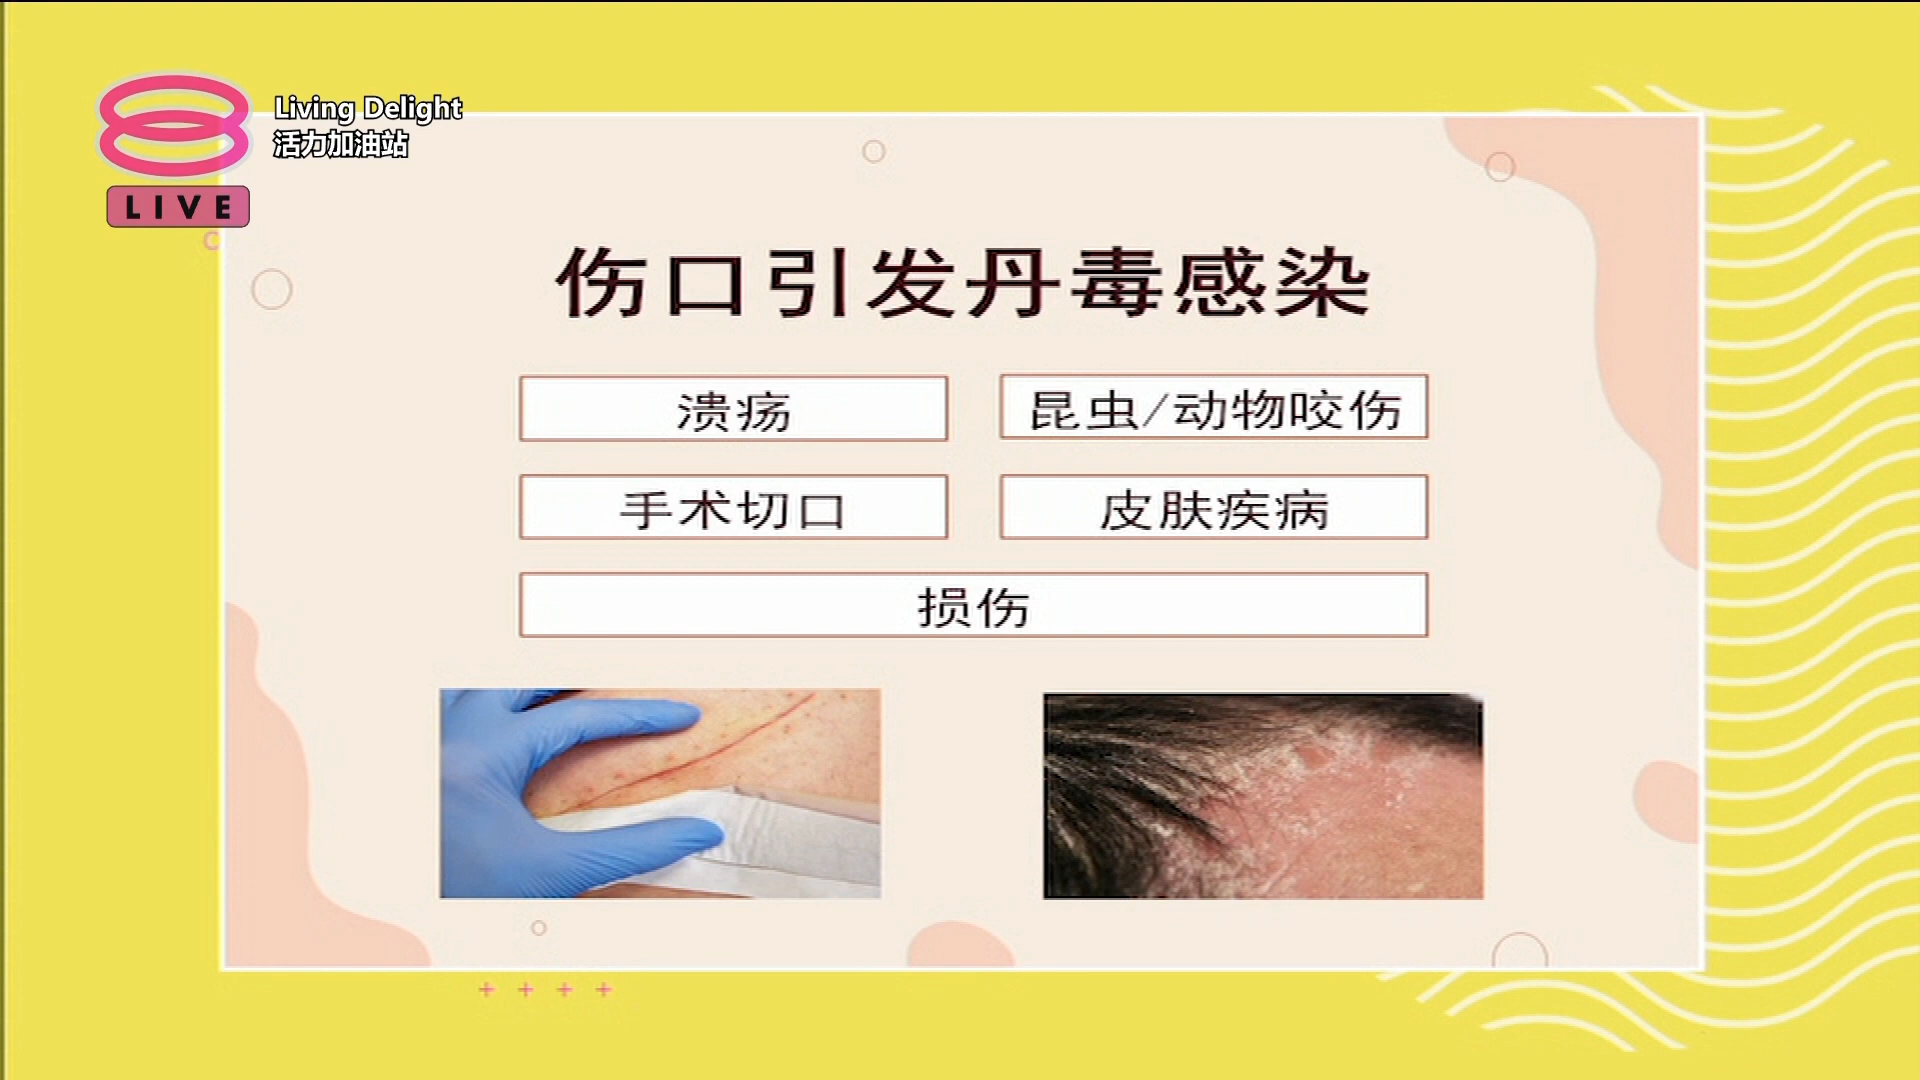 Living Delight
活力加油站
LIVE
伤口引发丹毒感染
溃疡
昆虫/动物咬伤
手术切口
皮肤疾病
损伤